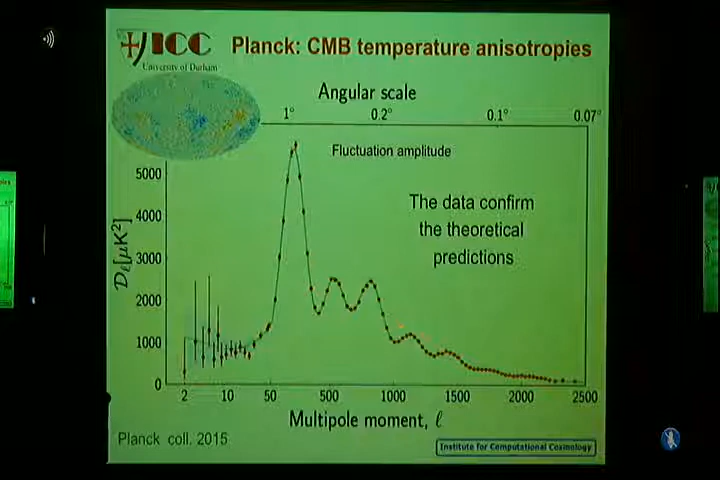 ICC
University of Durham
Planck: CMB temperature anisotropies
Angular scale
1° 0.2° 0.1° 0.07°
Fluctuation amplitude
The data confirm
the theoretical
predictions
5000
4000
3000
2000
1000
0
𝒟ℓ[μK²]
2 10 50 500 1000 1500 2000 2500
Multipole moment, ℓ
Planck coll. 2015
Institute for Computational Cosmology